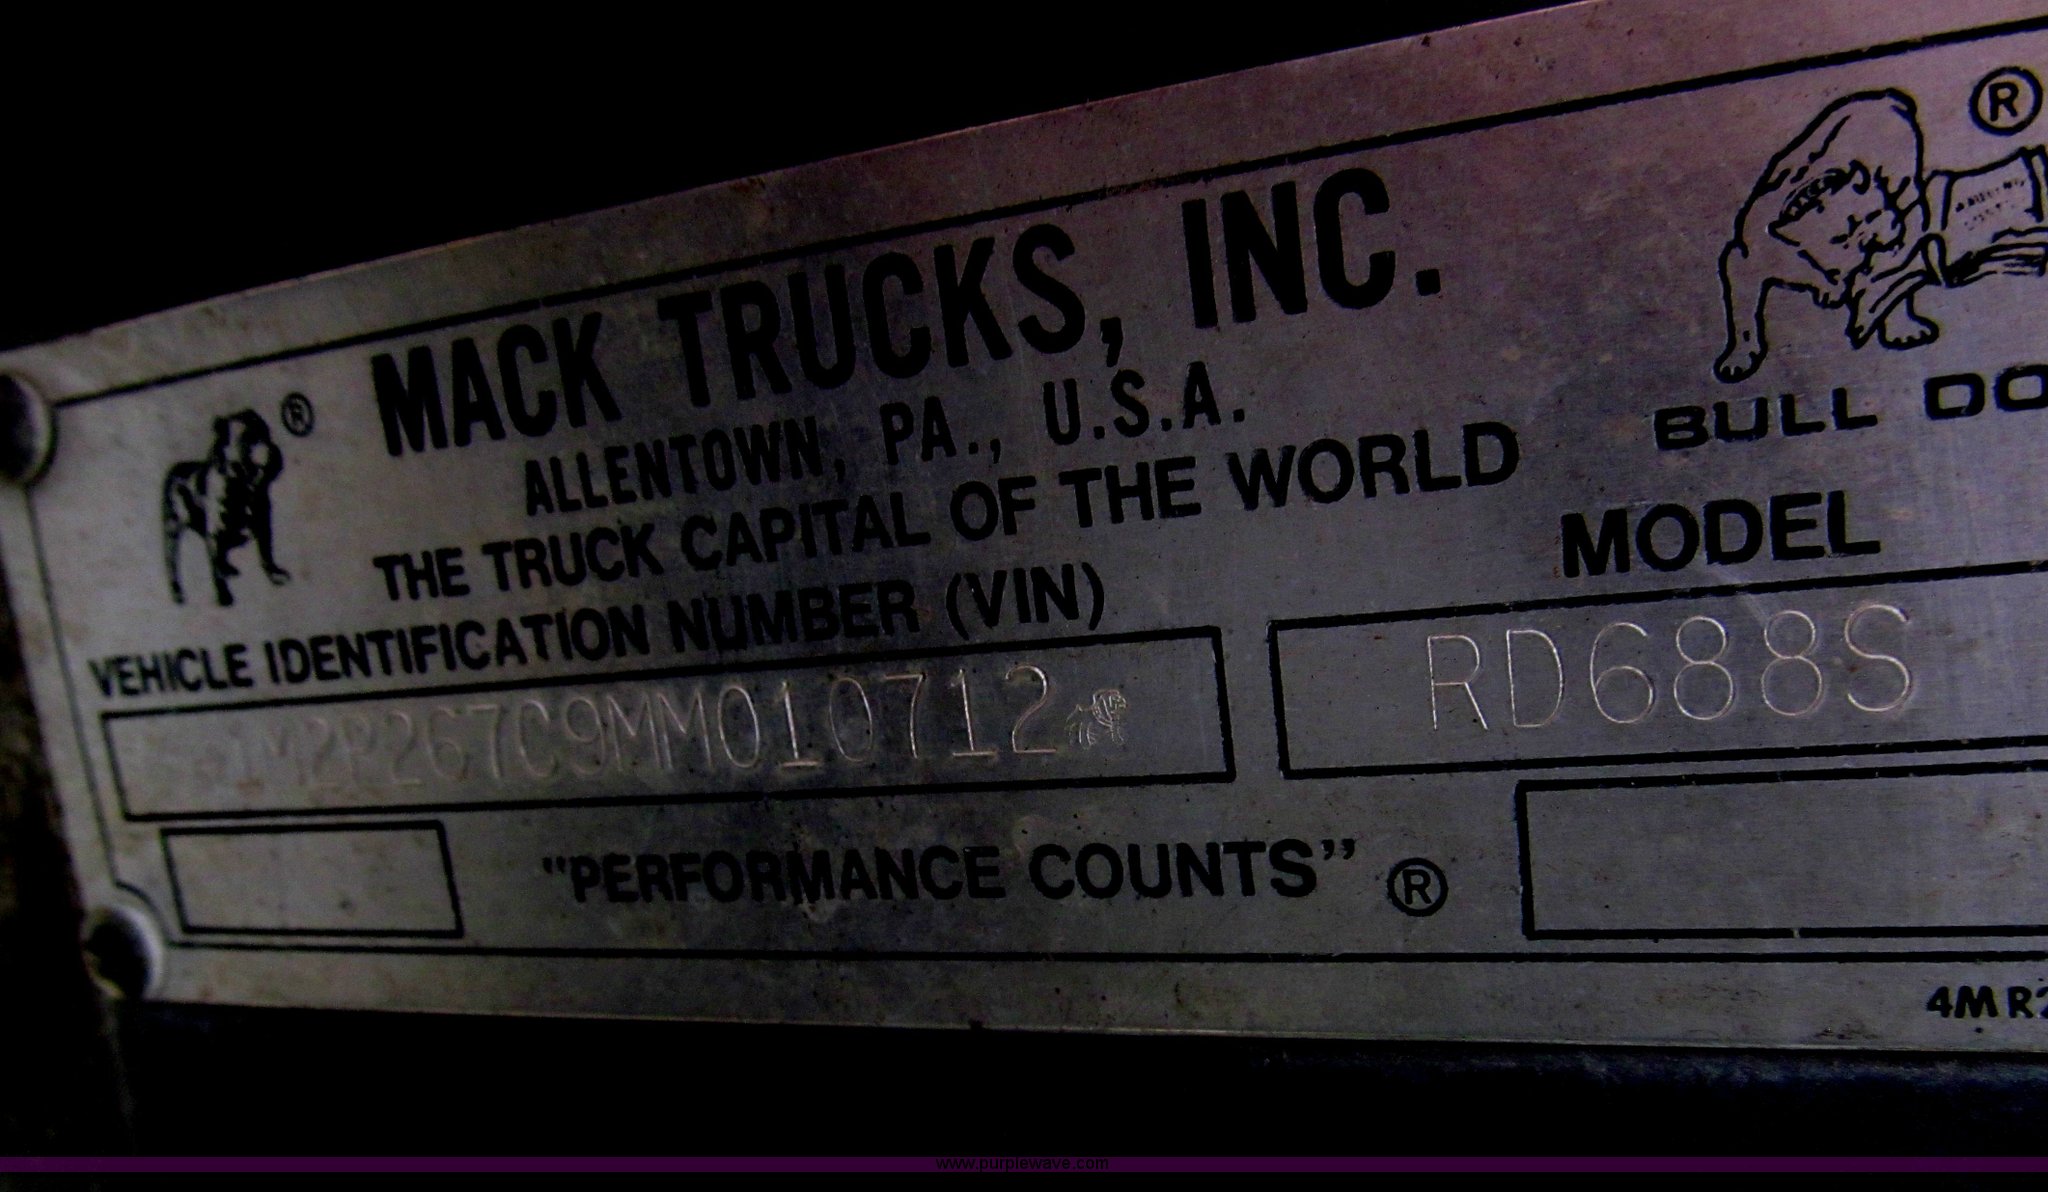 ®
®
MACK TRUCKS, INC.
ALLENTOWN, PA., U.S.A.
THE TRUCK CAPITAL OF THE WORLD
BULL DO
VEHICLE IDENTIFICATION NUMBER (VIN)
MODEL
1M2P267C9MM010712
RD688S
"PERFORMANCE COUNTS" ®
4MR2
www.purplewave.com